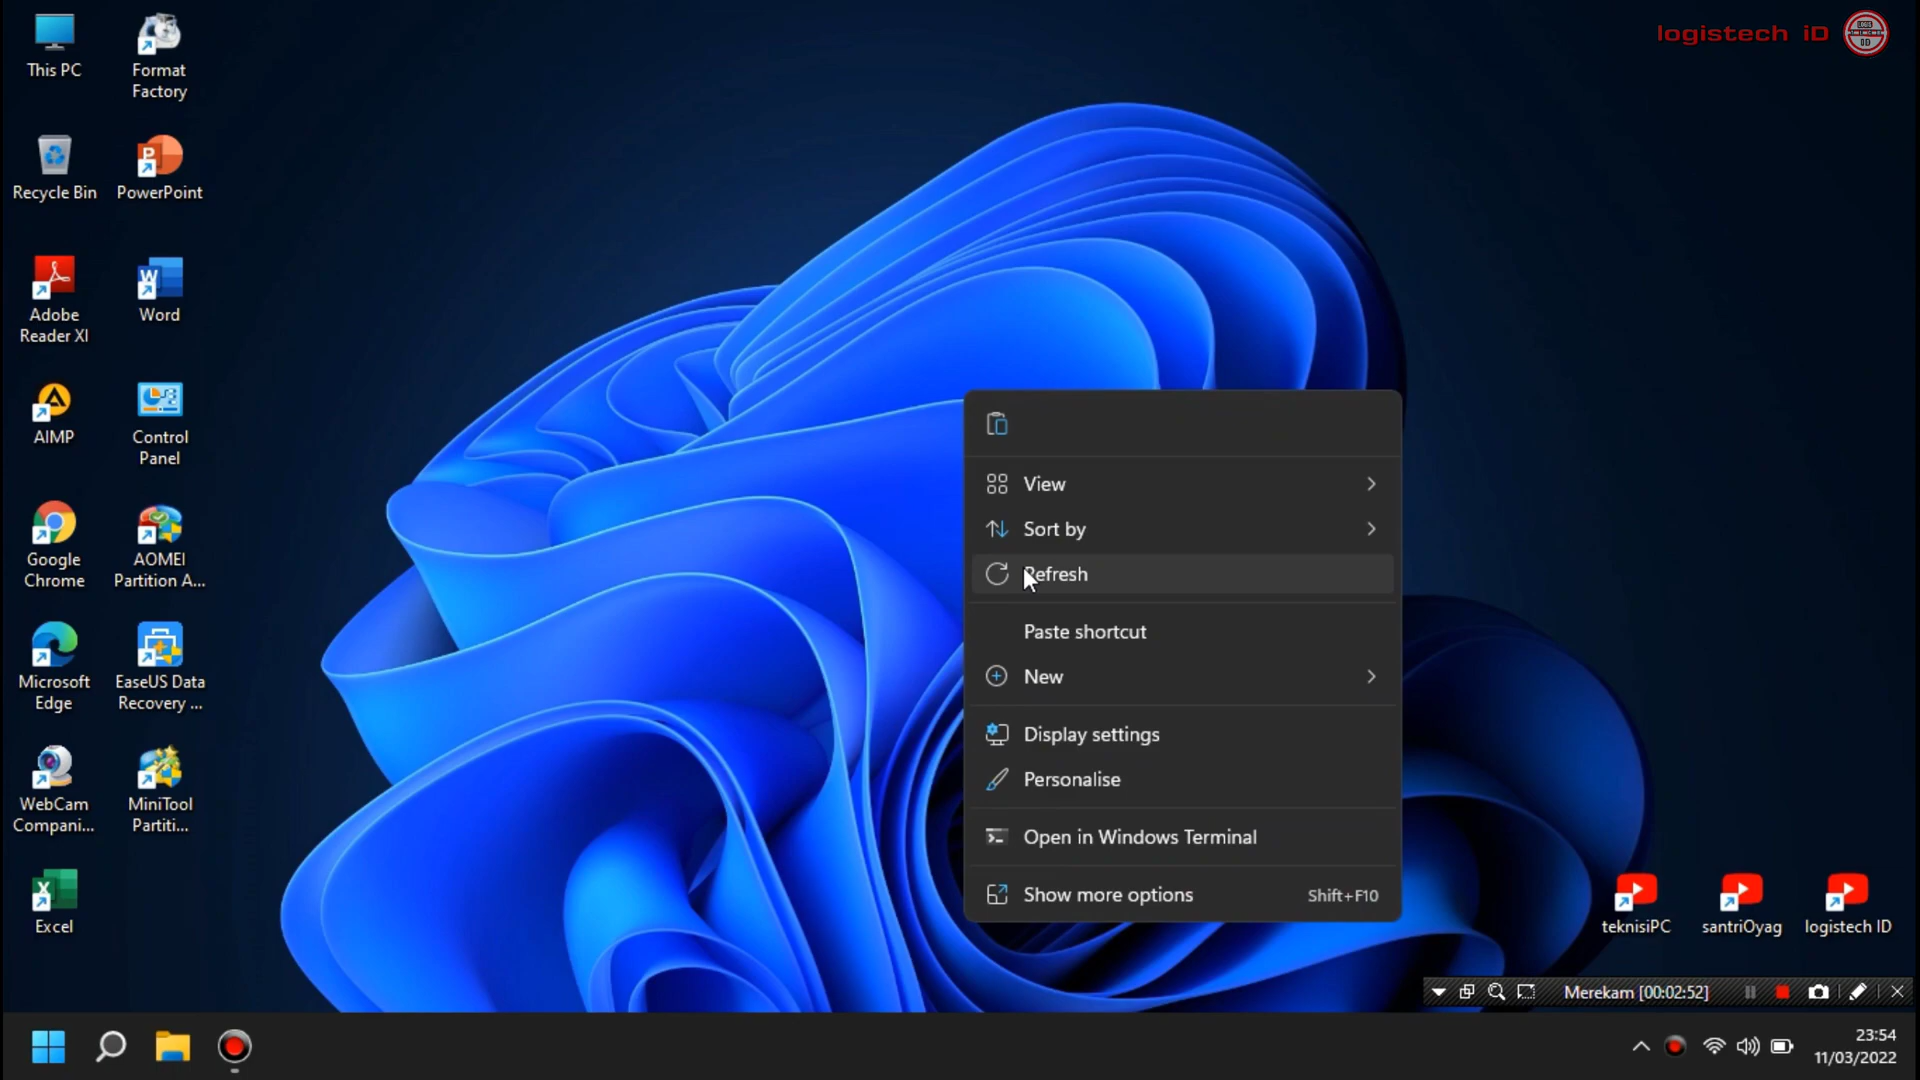 logistech iD
This PC
Format
Factory
Recycle Bin
PowerPoint
Adobe
Reader XI
Word
AIMP
Control
Panel
Google
Chrome
AOMEI
Partition A...
Microsoft
Edge
EaseUS Data
Recovery ...
WebCam
Compani...
MiniTool
Partiti...
Excel
View
Sort by
Refresh
Paste shortcut
New
Display settings
Personalise
Open in Windows Terminal
Show more options Shift+F10
teknisiPC
santriOyag
logistech ID
Merekam [00:02:52]
23:54
11/03/2022